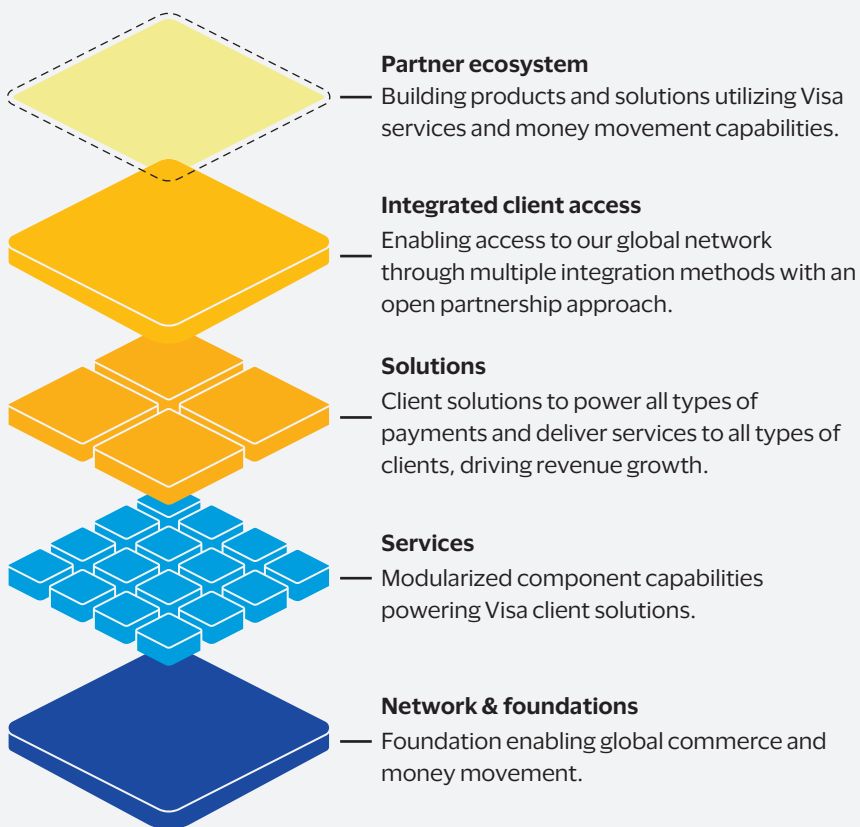 Partner ecosystem
Building products and solutions utilizing Visa
services and money movement capabilities.
Integrated client access
Enabling access to our global network
through multiple integration methods with an
open partnership approach.
Solutions
Client solutions to power all types of
payments and deliver services to all types of
clients, driving revenue growth.
Services
Modularized component capabilities
powering Visa client solutions.
Network & foundations
Foundation enabling global commerce and
money movement.